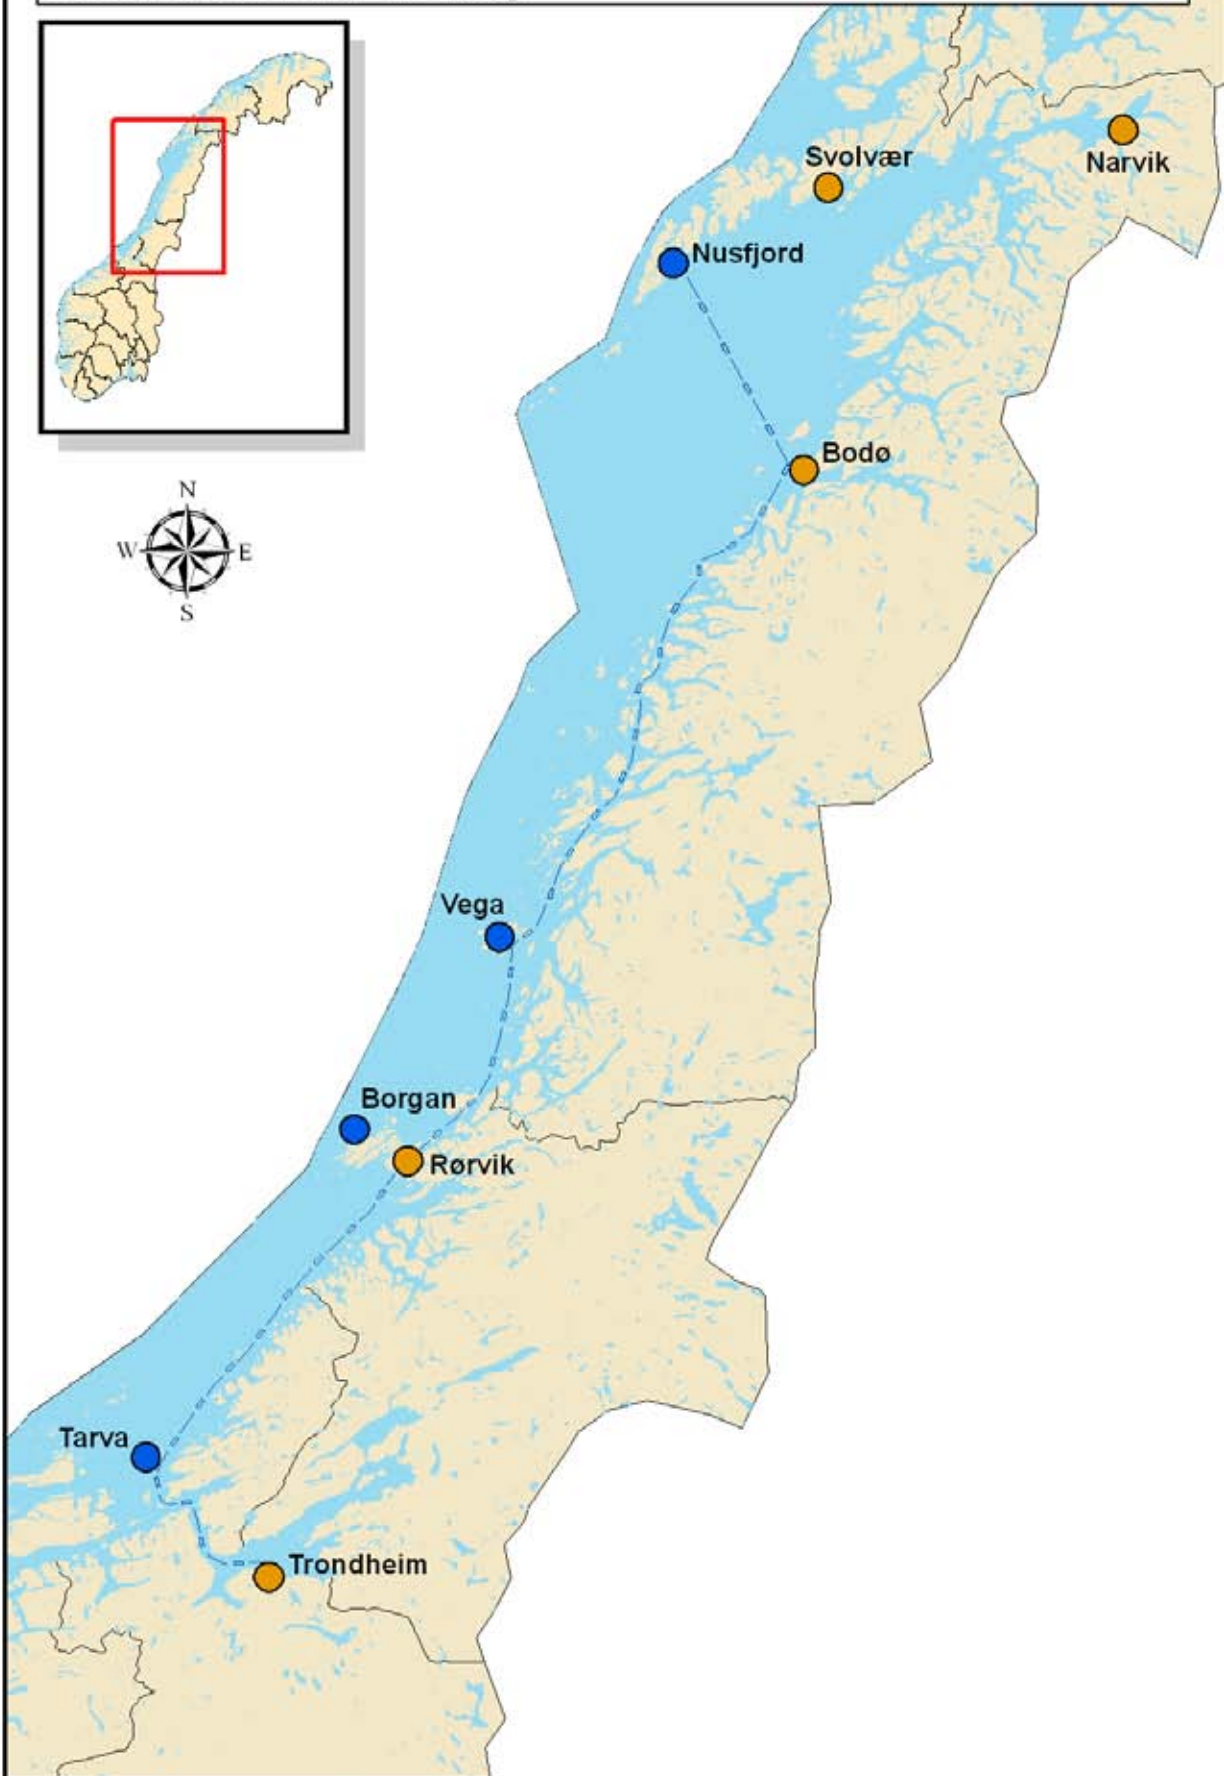 Svolvær
Narvik
Nusfjord
Bodø
N
W
E
S
Vega
Borgan
Rørvik
Tarva
Trondheim